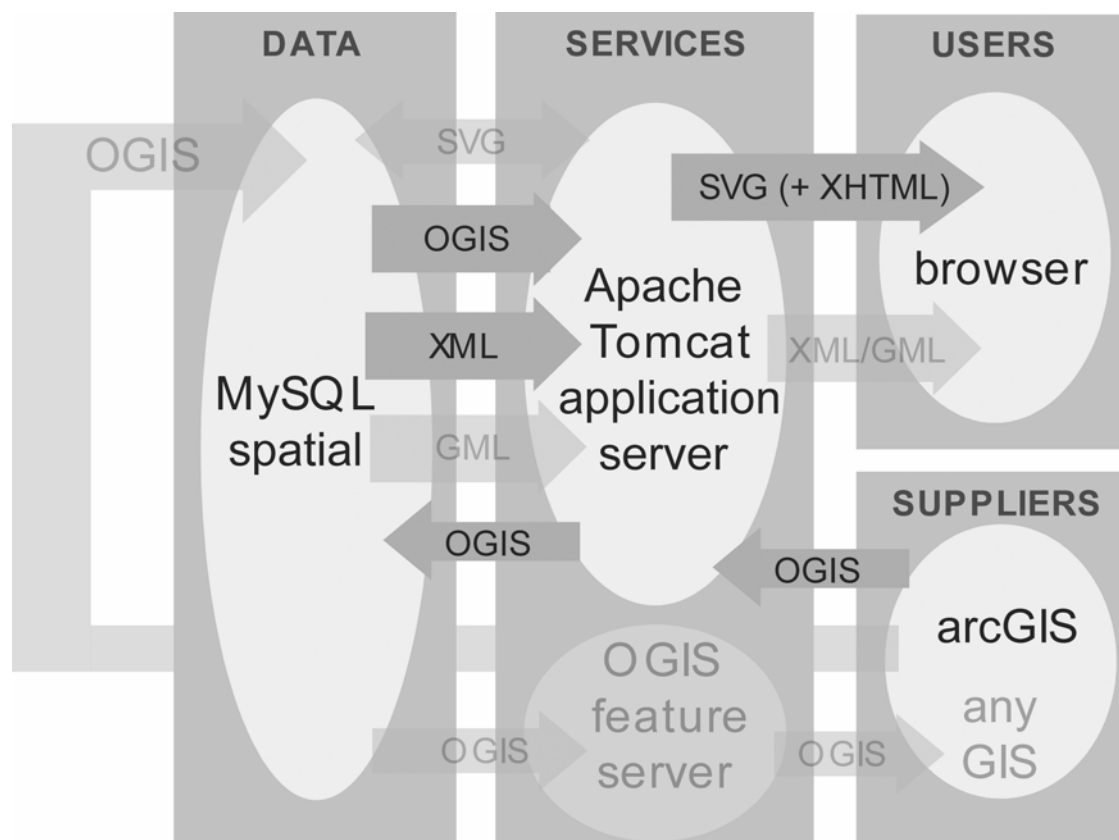 DATA
SERVICES
USERS
OGIS
SVG
SVG (+ XHTML)
OGIS
browser
Apache
Tomcat
application
server
XML
XML/GML
MySQL
spatial
GML
SUPPLIERS
OGIS
OGIS
arcGIS
OGIS
feature
server
any
GIS
OGIS
OGIS